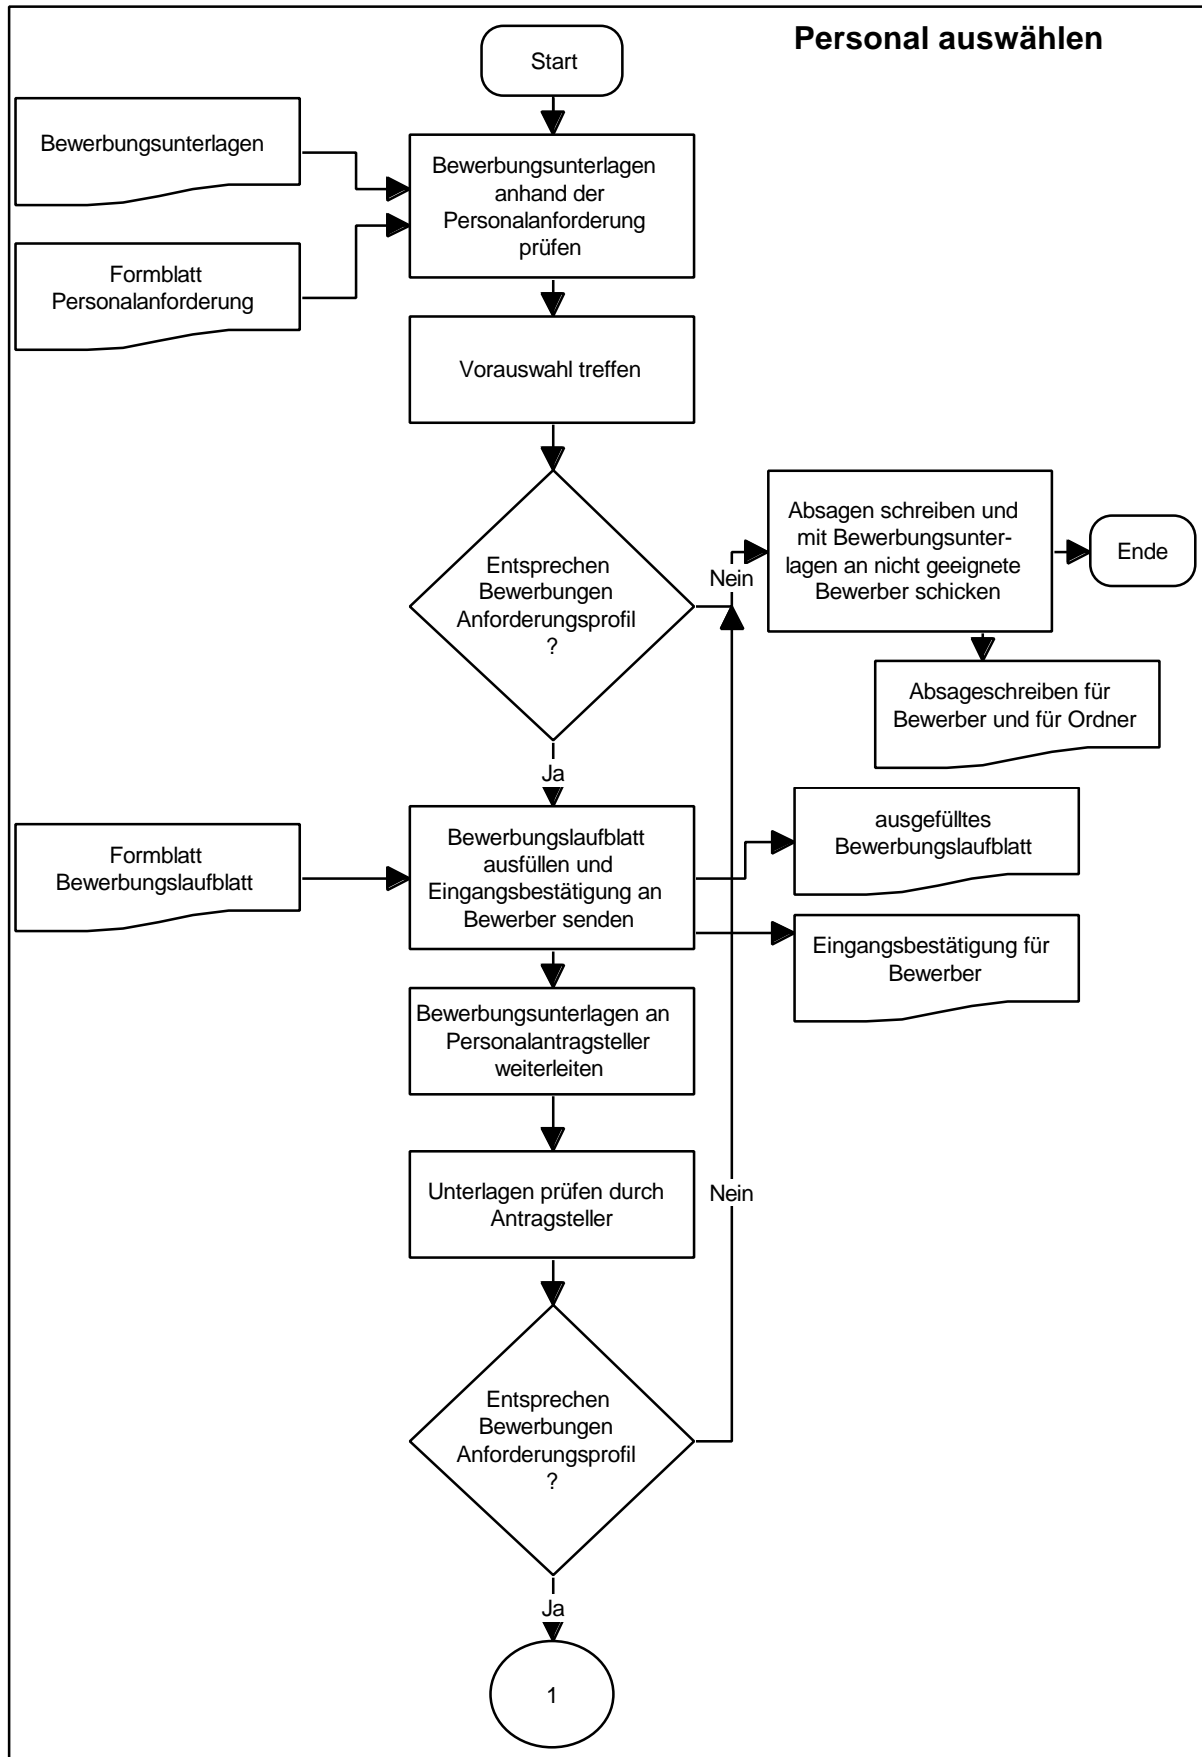 Personal auswählen
Start
Bewerbungsunterlagen
Bewerbungsunterlagen
anhand der
Personalanforderung
prüfen
Formblatt
Personalanforderung
Vorauswahl treffen
Entsprechen
Bewerbungen
Anforderungsprofil
?
Nein
Absagen schreiben und
mit Bewerbungsunter-
lagen an nicht geeignete
Bewerber schicken
Ende
Absageschreiben für
Bewerber und für Ordner
Ja
Formblatt
Bewerbungslaufblatt
Bewerbungslaufblatt
ausfüllen und
Eingangsbestätigung an
Bewerber senden
ausgefülltes
Bewerbungslaufblatt
Eingangsbestätigung für
Bewerber
Bewerbungsunterlagen an
Personalantragsteller
weiterleiten
Unterlagen prüfen durch
Antragsteller
Nein
Entsprechen
Bewerbungen
Anforderungsprofil
?
Ja
1